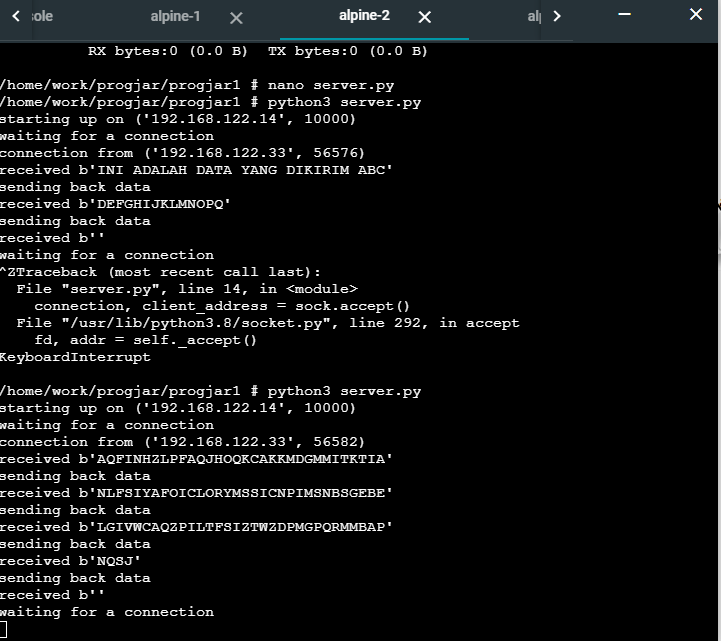 sole
alpine-1
alpine-2
alp
RX bytes:0 (0.0 B)  TX bytes:0 (0.0 B)
/home/work/progjar/progjar1 # nano server.py
/home/work/progjar/progjar1 # python3 server.py
starting up on ('192.168.122.14', 10000)
waiting for a connection
connection from ('192.168.122.33', 56576)
received b'INI ADALAH DATA YANG DIKIRIM ABC'
sending back data
received b'DEFGHIJKLMNOPQ'
sending back data
received b''
waiting for a connection
^ZTraceback (most recent call last):
  File "server.py", line 14, in <module>
    connection, client_address = sock.accept()
  File "/usr/lib/python3.8/socket.py", line 292, in accept
    fd, addr = self._accept()
KeyboardInterrupt
/home/work/progjar/progjar1 # python3 server.py
starting up on ('192.168.122.14', 10000)
waiting for a connection
connection from ('192.168.122.33', 56582)
received b'AQFINHZLPFAQJHOQKCAKKMDGMMITKTIA'
sending back data
received b'NLFSIYAFOICLORYMSSICNPIMSNBSGEBE'
sending back data
received b'LGIVWCAQZPILTFSIZTWZDPMGPQRMMBAP'
sending back data
received b'NQSJ'
sending back data
received b''
waiting for a connection